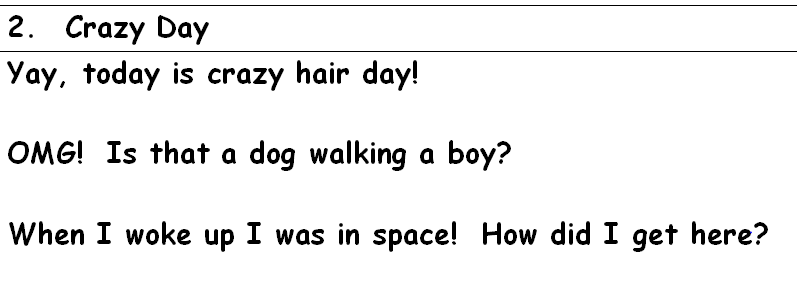 2. Crazy Day
Yay, today is crazy hair day!
OMG! Is that a dog walking a boy?
When I woke up I was in space! How did I get here?